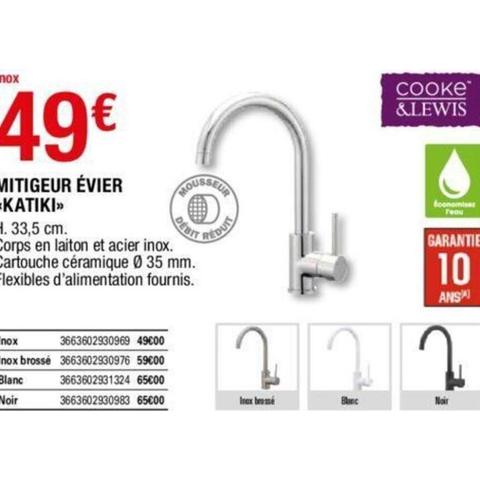 nox
49€
MITIGEUR ÉVIER
«KATIKI»
H. 33,5 cm.
Corps en laiton et acier inox.
Cartouche céramique Ø 35 mm.
Flexibles d'alimentation fournis.
MOUSSEUR
DÉBIT RÉDUIT
COOKE
&LEWIS
Économisez
l'eau
GARANTIE
10
ANS(4)
Inox 3663602930969 49€00
Inox brossé 3663602930976 59€00
Blanc 3663602931324 65€00
Noir 3663602930983 65€00
Inox brossé
Blanc
Noir